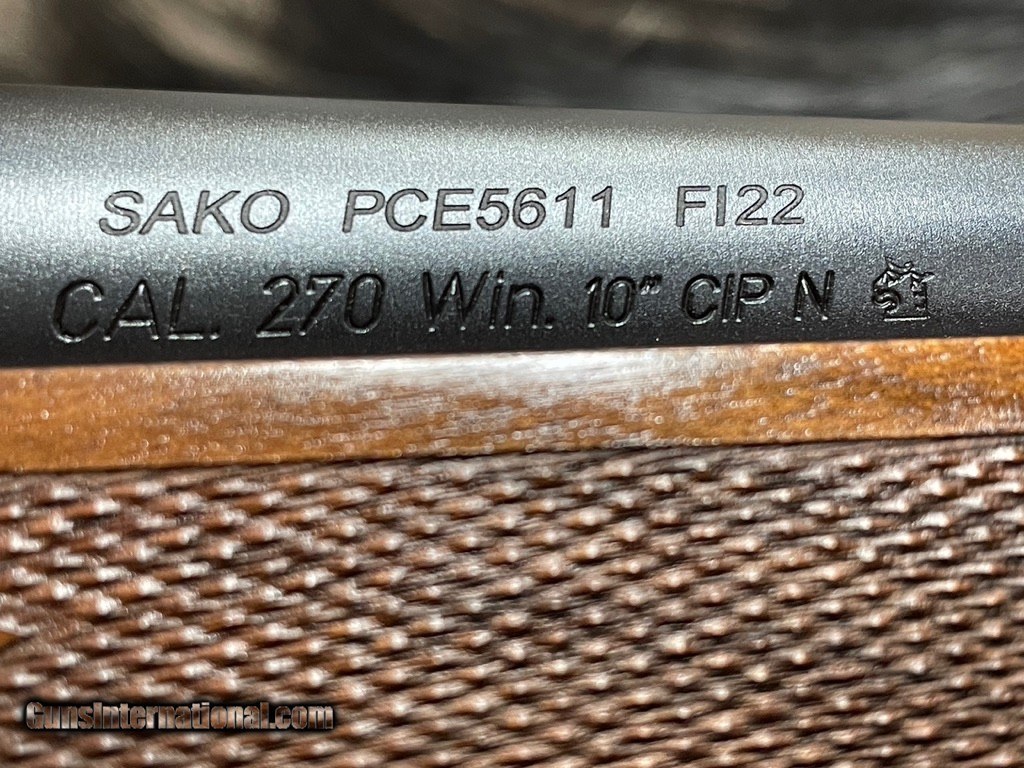 SAKO PCE5611 FI22
CAL. 270 Win. 10" CIP N
GunsInternational.com